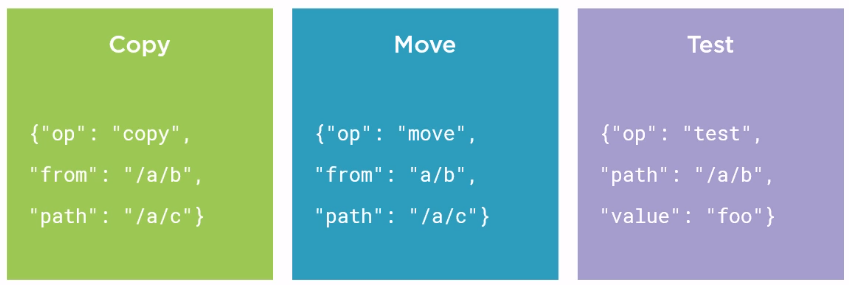 Copy
{"op": "copy",
"from": "/a/b",
"path": "/a/c"}
Move
{"op": "move",
"from": "a/b",
"path": "/a/c"}
Test
{"op": "test",
"path": "/a/b",
"value": "foo"}